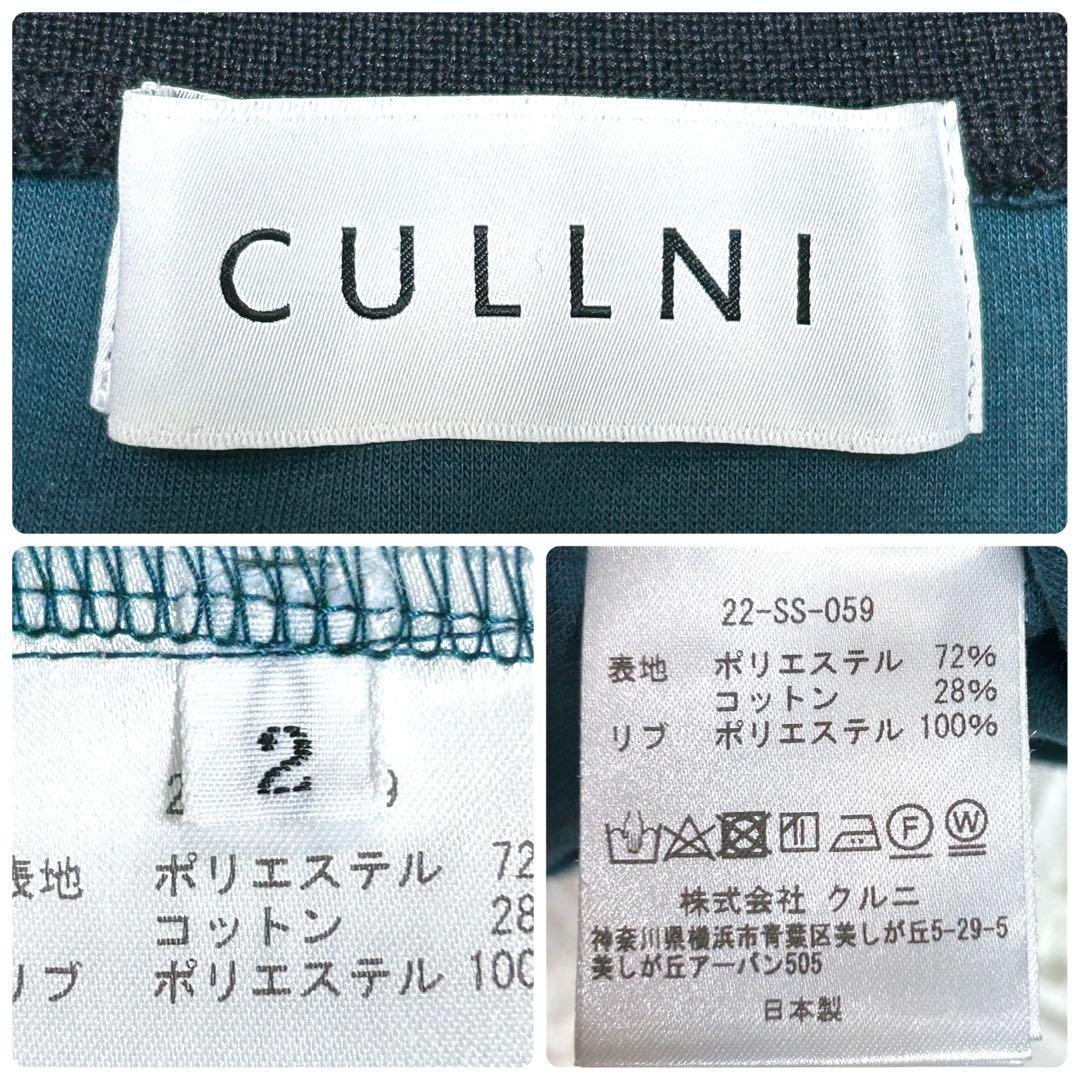 CULLNI
2
2 9
表地 ポリエステル 72
コットン 28
リブ ポリエステル 100
22-SS-059
表地 ポリエステル 72%
コットン 28%
リブ ポリエステル 100%
F W
株式会社 クルニ
神奈川県横浜市青葉区美しが丘5-29-5
美しが丘アーバン505
日本製